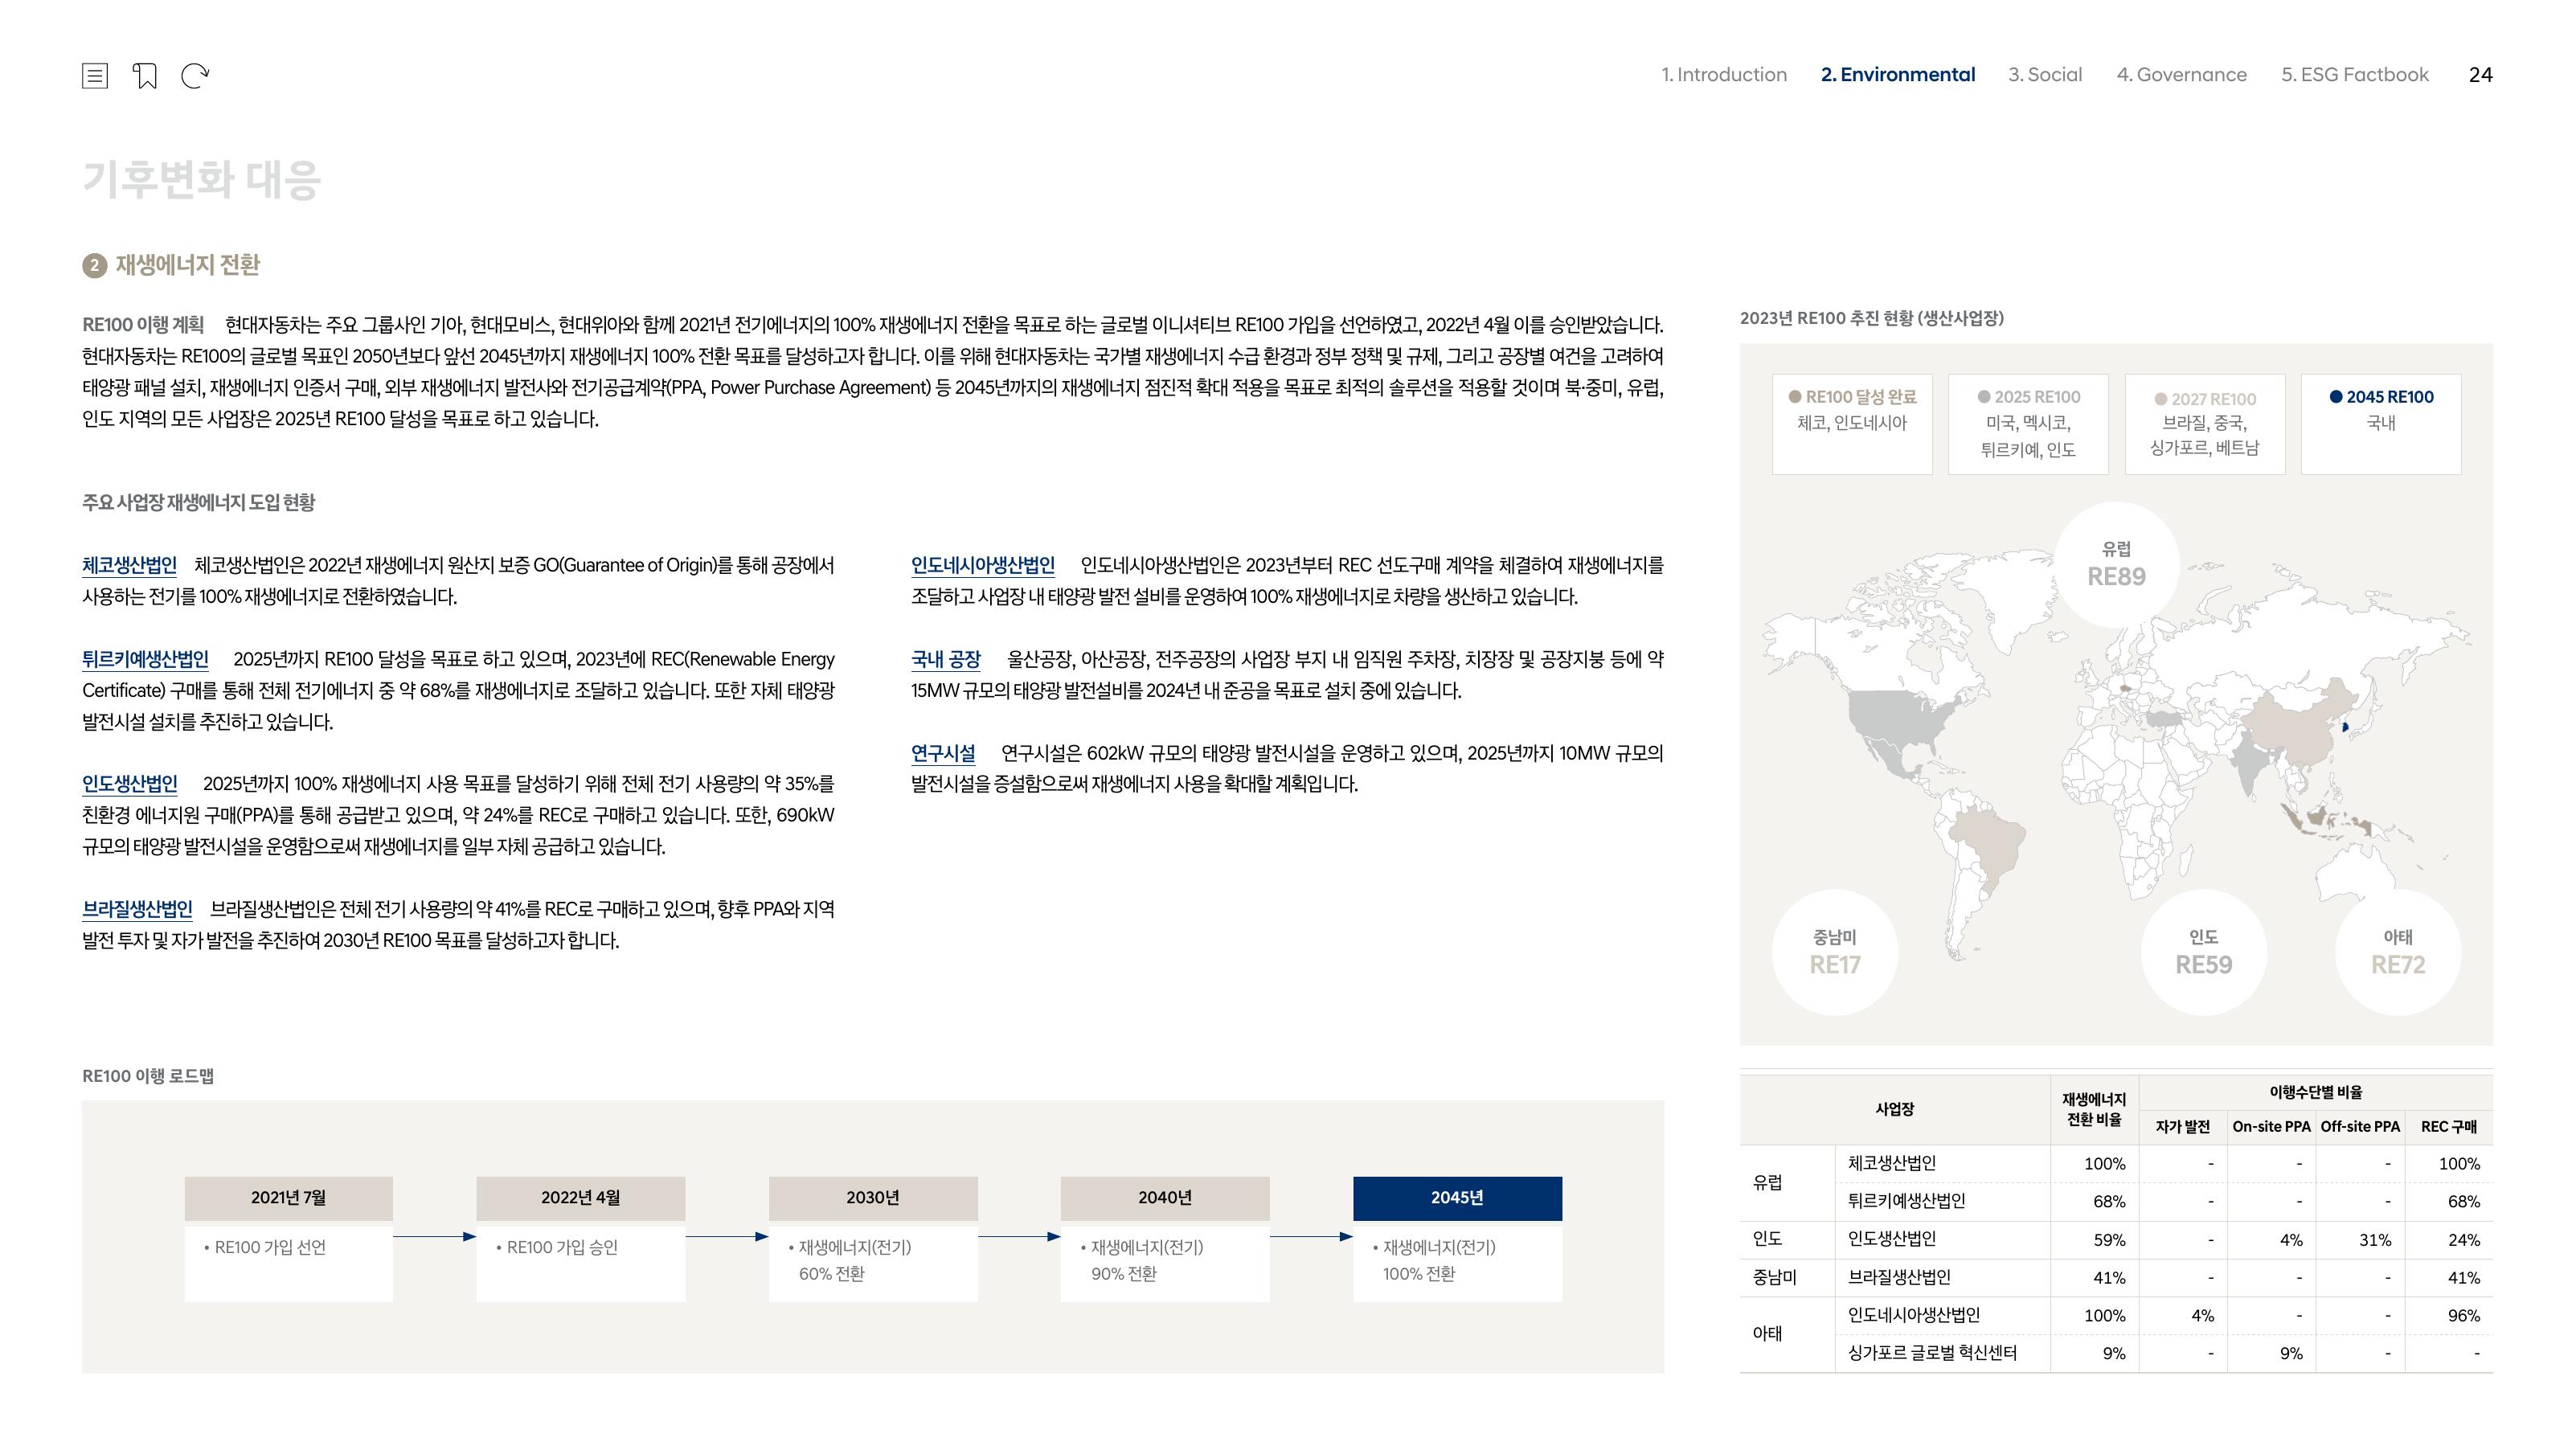 1. Introduction 2. Environmental 3. Social 4. Governance 5. ESG Factbook 24
기후변화 대응
2 재생에너지 전환
RE100 이행 계획 현대자동차는 주요 그룹사인 기아, 현대모비스, 현대위아와 함께 2021년 전기에너지의 100% 재생에너지 전환을 목표로 하는 글로벌 이니셔티브 RE100 가입을 선언하였고, 2022년 4월 이를 승인받았습니다.
현대자동차는 RE100의 글로벌 목표인 2050년보다 앞선 2045년까지 재생에너지 100% 전환 목표를 달성하고자 합니다. 이를 위해 현대자동차는 국가별 재생에너지 수급 환경과 정부 정책 및 규제, 그리고 공장별 여건을 고려하여
태양광 패널 설치, 재생에너지 인증서 구매, 외부 재생에너지 발전사와 전기공급계약(PPA, Power Purchase Agreement) 등 2045년까지의 재생에너지 점진적 확대 적용을 목표로 최적의 솔루션을 적용할 것이며 북·중미, 유럽,
인도 지역의 모든 사업장은 2025년 RE100 달성을 목표로 하고 있습니다.
주요 사업장 재생에너지 도입 현황
체코생산법인 체코생산법인은 2022년 재생에너지 원산지 보증 GO(Guarantee of Origin)를 통해 공장에서
사용하는 전기를 100% 재생에너지로 전환하였습니다.
튀르키예생산법인 2025년까지 RE100 달성을 목표로 하고 있으며, 2023년에 REC(Renewable Energy
Certificate) 구매를 통해 전체 전기에너지 중 약 68%를 재생에너지로 조달하고 있습니다. 또한 자체 태양광
발전시설 설치를 추진하고 있습니다.
인도생산법인 2025년까지 100% 재생에너지 사용 목표를 달성하기 위해 전체 전기 사용량의 약 35%를
친환경 에너지원 구매(PPA)를 통해 공급받고 있으며, 약 24%를 REC로 구매하고 있습니다. 또한, 690kW
규모의 태양광 발전시설을 운영함으로써 재생에너지를 일부 자체 공급하고 있습니다.
브라질생산법인 브라질생산법인은 전체 전기 사용량의 약 41%를 REC로 구매하고 있으며, 향후 PPA와 지역
발전 투자 및 자가 발전을 추진하여 2030년 RE100 목표를 달성하고자 합니다.
인도네시아생산법인 인도네시아생산법인은 2023년부터 REC 선도구매 계약을 체결하여 재생에너지를
조달하고 사업장 내 태양광 발전 설비를 운영하여 100% 재생에너지로 차량을 생산하고 있습니다.
국내 공장 울산공장, 아산공장, 전주공장의 사업장 부지 내 임직원 주차장, 치장장 및 공장지붕 등에 약
15MW 규모의 태양광 발전설비를 2024년 내 준공을 목표로 설치 중에 있습니다.
연구시설 연구시설은 602kW 규모의 태양광 발전시설을 운영하고 있으며, 2025년까지 10MW 규모의
발전시설을 증설함으로써 재생에너지 사용을 확대할 계획입니다.
RE100 이행 로드맵
2021년 7월
• RE100 가입 선언
2022년 4월
• RE100 가입 승인
2030년
• 재생에너지(전기)
60% 전환
2040년
• 재생에너지(전기)
90% 전환
2045년
• 재생에너지(전기)
100% 전환
2023년 RE100 추진 현황 (생산사업장)
● RE100 달성 완료
체코, 인도네시아
● 2025 RE100
미국, 멕시코,
튀르키예, 인도
● 2027 RE100
브라질, 중국,
싱가포르, 베트남
● 2045 RE100
국내
유럽
RE89
중남미
RE17
인도
RE59
아태
RE72
사업장 재생에너지 전환 비율 이행수단별 비율
자가 발전 On-site PPA Off-site PPA REC 구매
유럽 체코생산법인 100% - - - 100%
튀르키예생산법인 68% - - - 68%
인도 인도생산법인 59% - 4% 31% 24%
중남미 브라질생산법인 41% - - - 41%
아태 인도네시아생산법인 100% 4% - - 96%
싱가포르 글로벌 혁신센터 9% - 9% - -